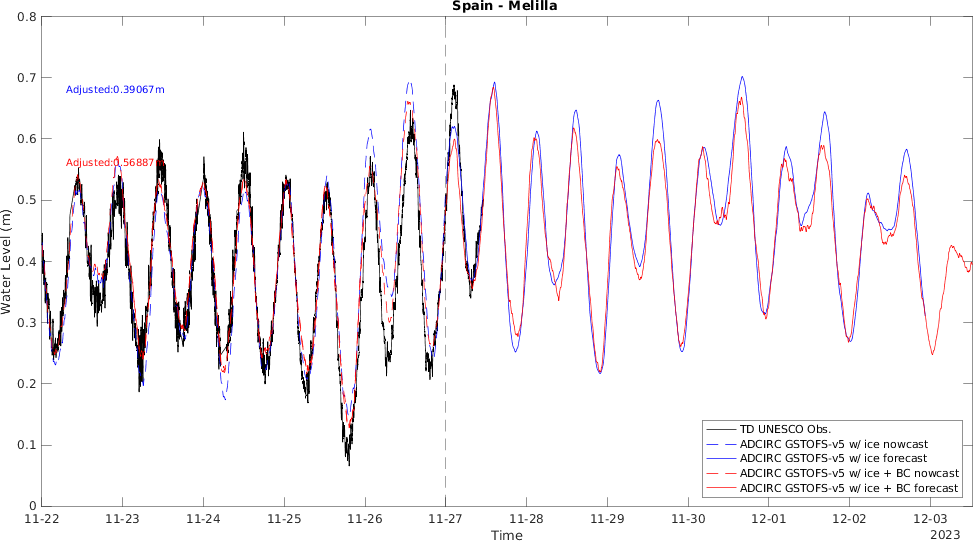 Spain - Melilla
0.8
0.7
0.6
0.5
0.4
0.3
0.2
0.1
0
Water Level (m)
Adjusted:0.39067m
Adjusted:0.56887m
TD UNESCO Obs.
ADCIRC GSTOFS-v5 w/ ice nowcast
ADCIRC GSTOFS-v5 w/ ice forecast
ADCIRC GSTOFS-v5 w/ ice + BC nowcast
ADCIRC GSTOFS-v5 w/ ice + BC forecast
11-22 11-23 11-24 11-25 11-26 11-27 11-28 11-29 11-30 12-01 12-02 12-03
Time
2023